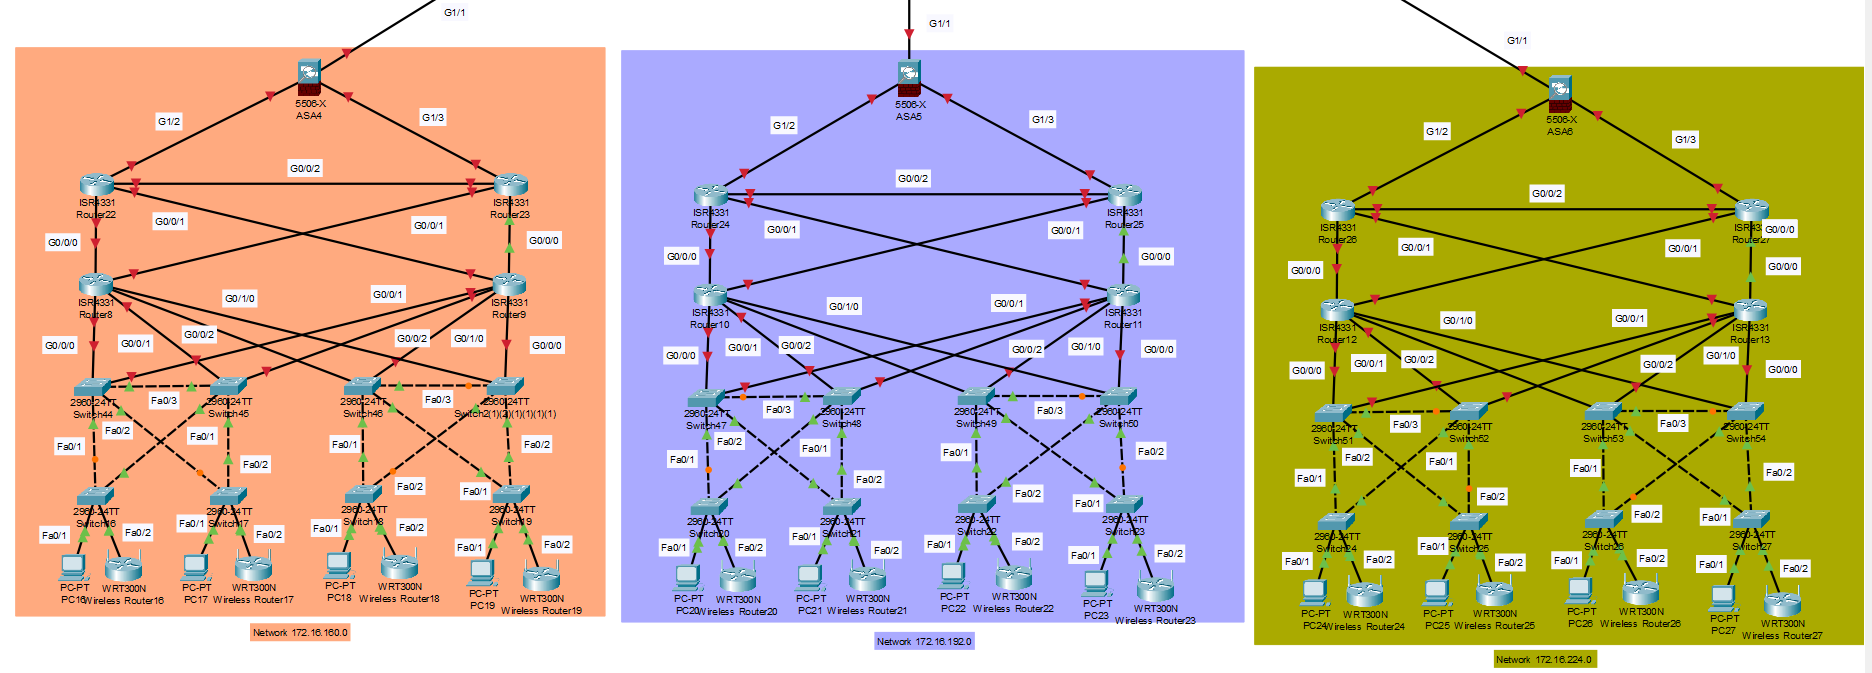 G1/1
5506-X
ASA4
G1/2
G1/3
G0/0/2
ISR4331
Router22
ISR4331
Router23
G0/0/1
G0/0/1
G0/0/0
G0/0/0
ISR4331
Router8
ISR4331
Router9
G0/1/0
G0/0/1
G0/0/0
G0/0/1
G0/0/2
G0/0/2
G0/1/0
G0/0/0
2960-24TT
Switch44
2960-24TT
Switch45
2960-24TT
Switch46
2960-24TT
Switch2(1)(2)(1)(1)(1)(1)
Fa0/3
Fa0/3
Fa0/1
Fa0/2
Fa0/1
Fa0/2
Fa0/1
Fa0/2
Fa0/2
Fa0/1
2960-24TT
Switch16
2960-24TT
Switch17
2960-24TT
Switch18
2960-24TT
Switch19
Fa0/1
Fa0/2
Fa0/1
Fa0/2
Fa0/1
Fa0/2
Fa0/1
Fa0/2
PC-PT
PC16
WRT300N
Wireless Router16
PC-PT
PC17
WRT300N
Wireless Router17
PC-PT
PC18
WRT300N
Wireless Router18
PC-PT
PC19
WRT300N
Wireless Router19
Network 172.16.160.0
G1/1
5506-X
ASA5
G1/2
G1/3
G0/0/2
ISR4331
Router24
ISR4331
Router25
G0/0/1
G0/0/1
G0/0/0
G0/0/0
ISR4331
Router10
ISR4331
Router11
G0/1/0
G0/0/1
G0/0/0
G0/0/1
G0/0/2
G0/0/2
G0/1/0
G0/0/0
2960-24TT
Switch47
2960-24TT
Switch48
2960-24TT
Switch49
2960-24TT
Switch50
Fa0/3
Fa0/3
Fa0/1
Fa0/2
Fa0/1
Fa0/2
Fa0/1
Fa0/2
Fa0/2
Fa0/1
2960-24TT
Switch20
2960-24TT
Switch21
2960-24TT
Switch22
2960-24TT
Switch23
Fa0/1
Fa0/2
Fa0/1
Fa0/2
Fa0/1
Fa0/2
Fa0/1
Fa0/2
PC-PT
PC20
WRT300N
Wireless Router20
PC-PT
PC21
WRT300N
Wireless Router21
PC-PT
PC22
WRT300N
Wireless Router22
PC-PT
PC23
WRT300N
Wireless Router23
Network 172.16.192.0
G1/1
5506-X
ASA6
G1/2
G1/3
G0/0/2
ISR4331
Router26
Router27
G0/0/0
G0/0/1
G0/0/1
G0/0/0
G0/0/0
ISR4331
Router12
ISR4331
Router13
G0/1/0
G0/0/1
G0/0/0
G0/0/1
G0/0/2
G0/0/2
G0/1/0
G0/0/0
2960-24TT
Switch51
2960-24TT
Switch52
2960-24TT
Switch53
2960-24TT
Switch54
Fa0/3
Fa0/3
Fa0/1
Fa0/2
Fa0/1
Fa0/2
Fa0/1
Fa0/2
Fa0/2
Fa0/1
2960-24TT
Switch24
2960-24TT
Switch25
2960-24TT
Switch26
2960-24TT
Switch27
Fa0/1
Fa0/2
Fa0/1
Fa0/2
Fa0/1
Fa0/2
Fa0/1
Fa0/2
PC-PT
PC24
WRT300N
Wireless Router24
PC-PT
PC25
WRT300N
Wireless Router25
PC-PT
PC26
WRT300N
Wireless Router26
PC-PT
PC27
WRT300N
Wireless Router27
Network 172.16.224.0